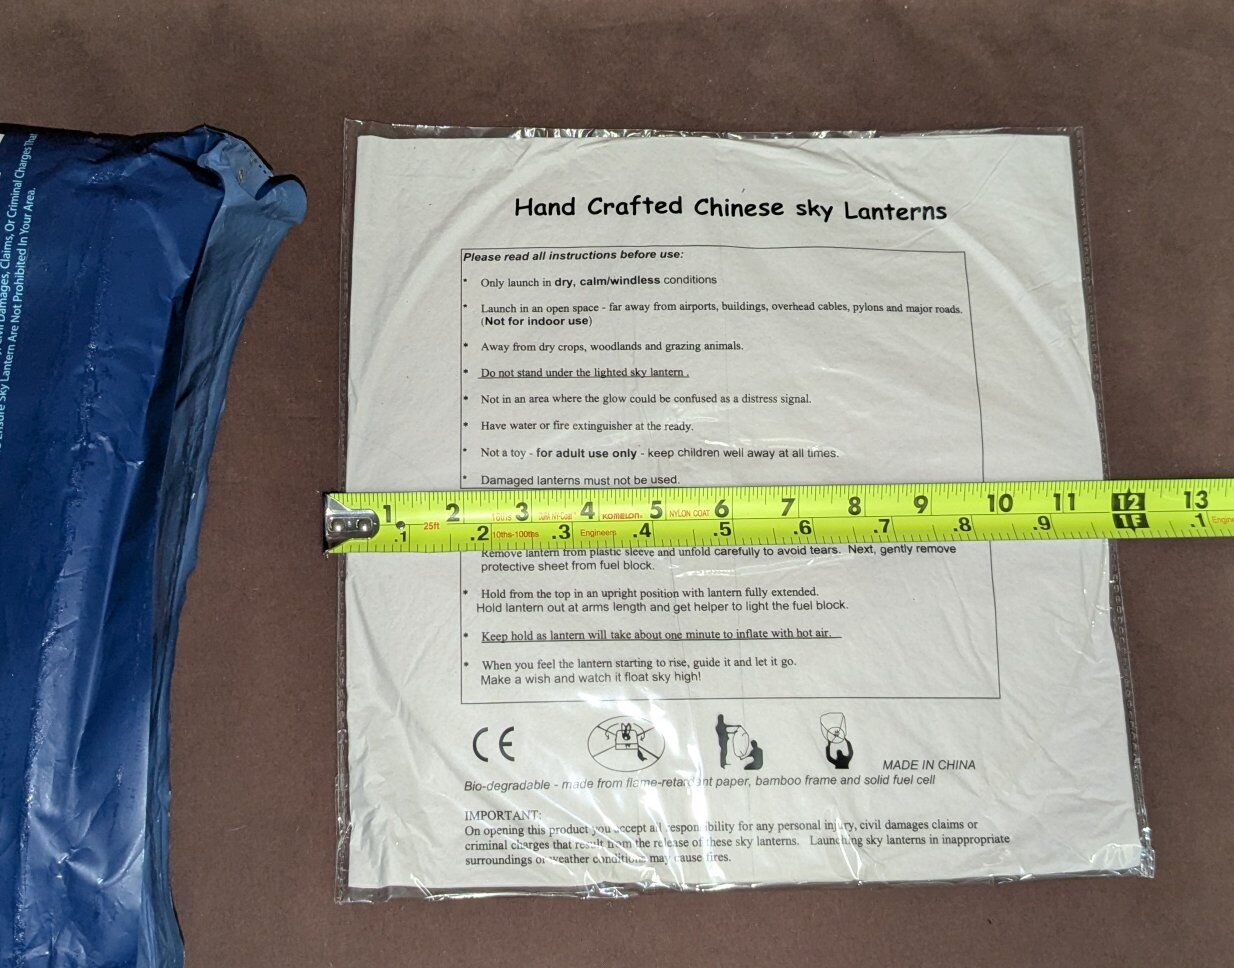 Damages, Claims, Or Criminal Charges
Ensure Sky Lantern Are Not Prohibited In Your Area.
Hand Crafted Chinese sky Lanterns
Please read all instructions before use:
* Only launch in dry, calm/windless conditions
* Launch in an open space - far away from airports, buildings, overhead cables, pylons and major roads.
(Not for indoor use)
* Away from dry crops, woodlands and grazing animals.
* Do not stand under the lighted sky lantern .
* Not in an area where the glow could be confused as a distress signal.
* Have water or fire extinguisher at the ready.
* Not a toy - for adult use only - keep children well away at all times.
* Damaged lanterns must not be used.
1 2 3 4 5 6 7 8 9 10 11 12 13
25ft 10ths KOMELON NYLON COAT
.1 .2 10ths-100ths .3 Engineers .4 .5 .6 .7 .8 .9 1F .1
Remove lantern from plastic sleeve and unfold carefully to avoid tears. Next, gently remove
protective sheet from fuel block.
* Hold from the top in an upright position with lantern fully extended.
Hold lantern out at arms length and get helper to light the fuel block.
* Keep hold as lantern will take about one minute to inflate with hot air.
* When you feel the lantern starting to rise, guide it and let it go.
Make a wish and watch it float sky high!
CE
MADE IN CHINA
Bio-degradable - made from flame-retardant paper, bamboo frame and solid fuel cell
IMPORTANT:
On opening this product you accept all responsibility for any personal injury, civil damages claims or
criminal charges that result from the release of these sky lanterns. Launching sky lanterns in inappropriate
surroundings or weather conditions may cause fires.